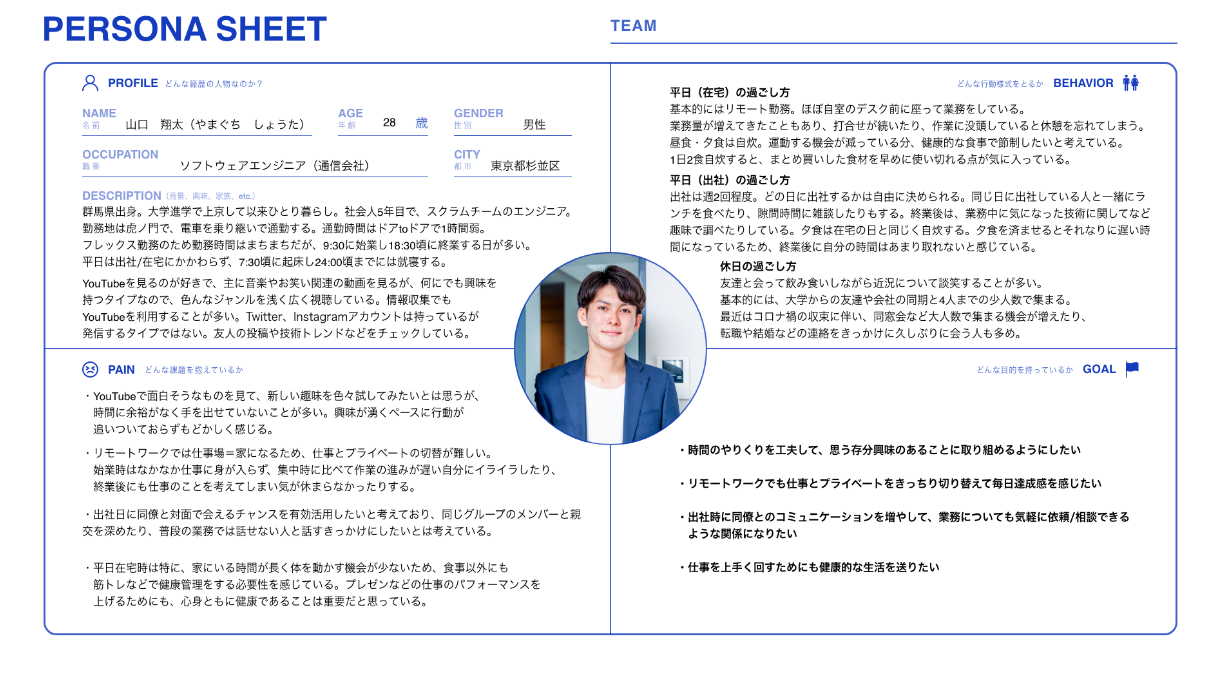 PERSONA SHEET
TEAM
PROFILE どんな経歴の人物なのか？
NAME
名前
山口　翔太（やまぐち　しょうた）
AGE
年齢
28 歳
GENDER
性別
男性
OCCUPATION
職業
ソフトウェアエンジニア（通信会社）
CITY
都市
東京都杉並区
DESCRIPTION（背景、興味、家族、etc.）
群馬県出身。大学進学で上京して以来ひとり暮らし。社会人5年目で、スクラムチームのエンジニア。
勤務地は虎ノ門で、電車を乗り継いで通勤する。通勤時間はドアtoドアで1時間弱。
フレックス勤務のため勤務時間はまちまちだが、9:30に始業し18:30頃に終業する日が多い。
平日は出社/在宅にかかわらず、7:30頃に起床し24:00頃までには就寝する。
YouTubeを見るのが好きで、主に音楽やお笑い関連の動画を見るが、何にでも興味を
持つタイプなので、色んなジャンルを浅く広く視聴している。情報収集でも
YouTubeを利用することが多い。Twitter、Instagramアカウントは持っているが
発信するタイプではない。友人の投稿や技術トレンドなどをチェックしている。
どんな行動様式をとるか BEHAVIOR
平日（在宅）の過ごし方
基本的にはリモート勤務。ほぼ自室のデスク前に座って業務をしている。
業務量が増えてきたこともあり、打合せが続いたり、作業に没頭していると休憩を忘れてしまう。
昼食・夕食は自炊。運動する機会が減っている分、健康的な食事で節制したいと考えている。
1日2食自炊すると、まとめ買いした食材を早めに使い切れる点が気に入っている。
平日（出社）の過ごし方
出社は週2回程度。どの日に出社するかは自由に決められる。同じ日に出社している人と一緒にラ
ンチを食べたり、隙間時間に雑談したりもする。終業後は、業務中に気になった技術に関してなど
趣味で調べたりしている。夕食は在宅の日と同じく自炊する。夕食を済ませるとそれなりに遅い時
間になっているため、終業後に自分の時間はあまり取れないと感じている。
休日の過ごし方
友達と会って飲み食いしながら近況について談笑することが多い。
基本的には、大学からの友達や会社の同期と4人までの少人数で集まる。
最近はコロナ禍の収束に伴い、同窓会など大人数で集まる機会が増えたり、
転職や結婚などの連絡をきっかけに久しぶりに会う人も多め。
PAIN どんな課題を抱えているか
・YouTubeで面白そうなものを見て、新しい趣味を色々試してみたいとは思うが、
時間に余裕がなく手を出せていないことが多い。興味が湧くペースに行動が
追いついておらずもどかしく感じる。
・リモートワークでは仕事場＝家になるため、仕事とプライベートの切替が難しい。
始業時はなかなか仕事に身が入らず、集中時に比べて作業の進みが遅い自分にイライラしたり、
終業後にも仕事のことを考えてしまい気が休まらなかったりする。
・出社日に同僚と対面で会えるチャンスを有効活用したいと考えており、同じグループのメンバーと親
交を深めたり、普段の業務では話せない人と話すきっかけにしたいとは考えている。
・平日在宅時は特に、家にいる時間が長く体を動かす機会が少ないため、食事以外にも
筋トレなどで健康管理をする必要性を感じている。プレゼンなどの仕事のパフォーマンスを
上げるためにも、心身ともに健康であることは重要だと思っている。
どんな目的を持っているか GOAL
・時間のやりくりを工夫して、思う存分興味のあることに取り組めるようにしたい
・リモートワークでも仕事とプライベートをきっちり切り替えて毎日達成感を感じたい
・出社時に同僚とのコミュニケーションを増やして、業務についても気軽に依頼/相談できる
ような関係になりたい
・仕事を上手く回すためにも健康的な生活を送りたい